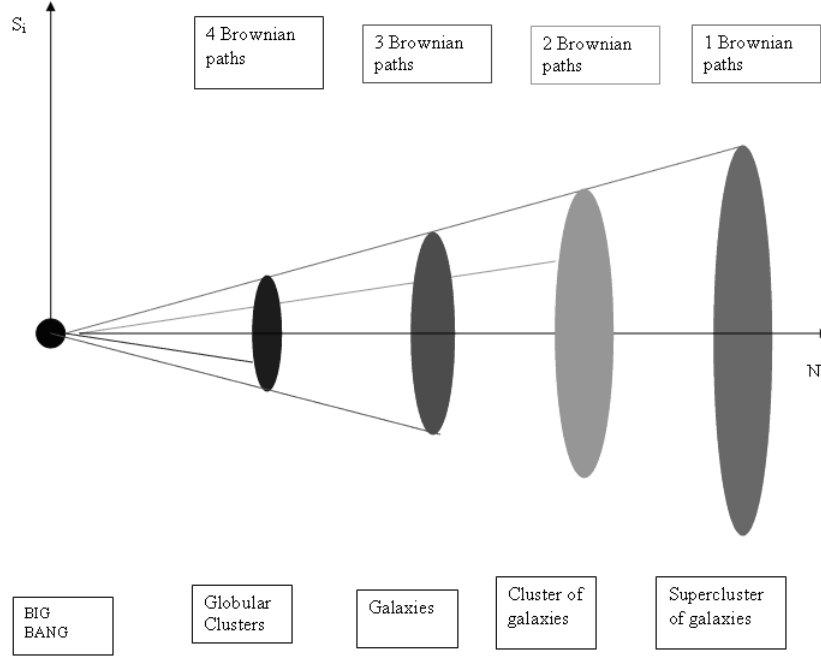 Si
4 Brownian
paths
3 Brownian
paths
2 Brownian
paths
1 Brownian
paths
N
BIG
BANG
Globular
Clusters
Galaxies
Cluster of
galaxies
Supercluster
of galaxies